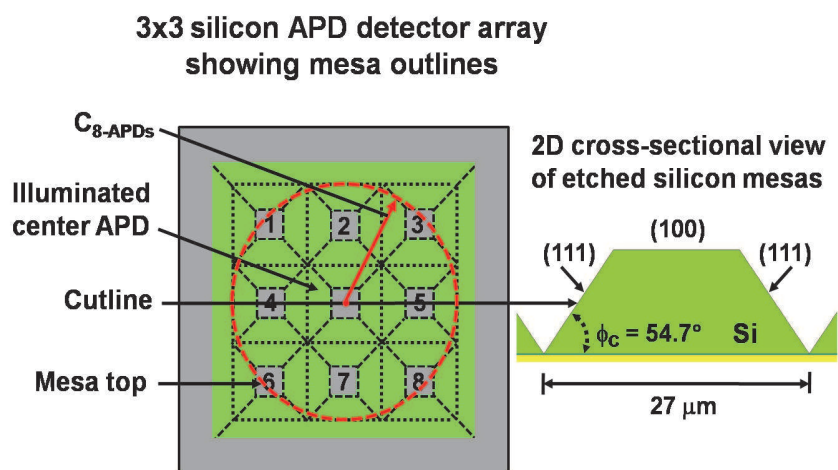 3x3 silicon APD detector array
showing mesa outlines
C8-APDs
Illuminated
center APD
Cutline
Mesa top
1 2 3
4 5
6 7 8
2D cross-sectional view
of etched silicon mesas
(100)
(111) (111)
ϕC = 54.7° Si
27 μm